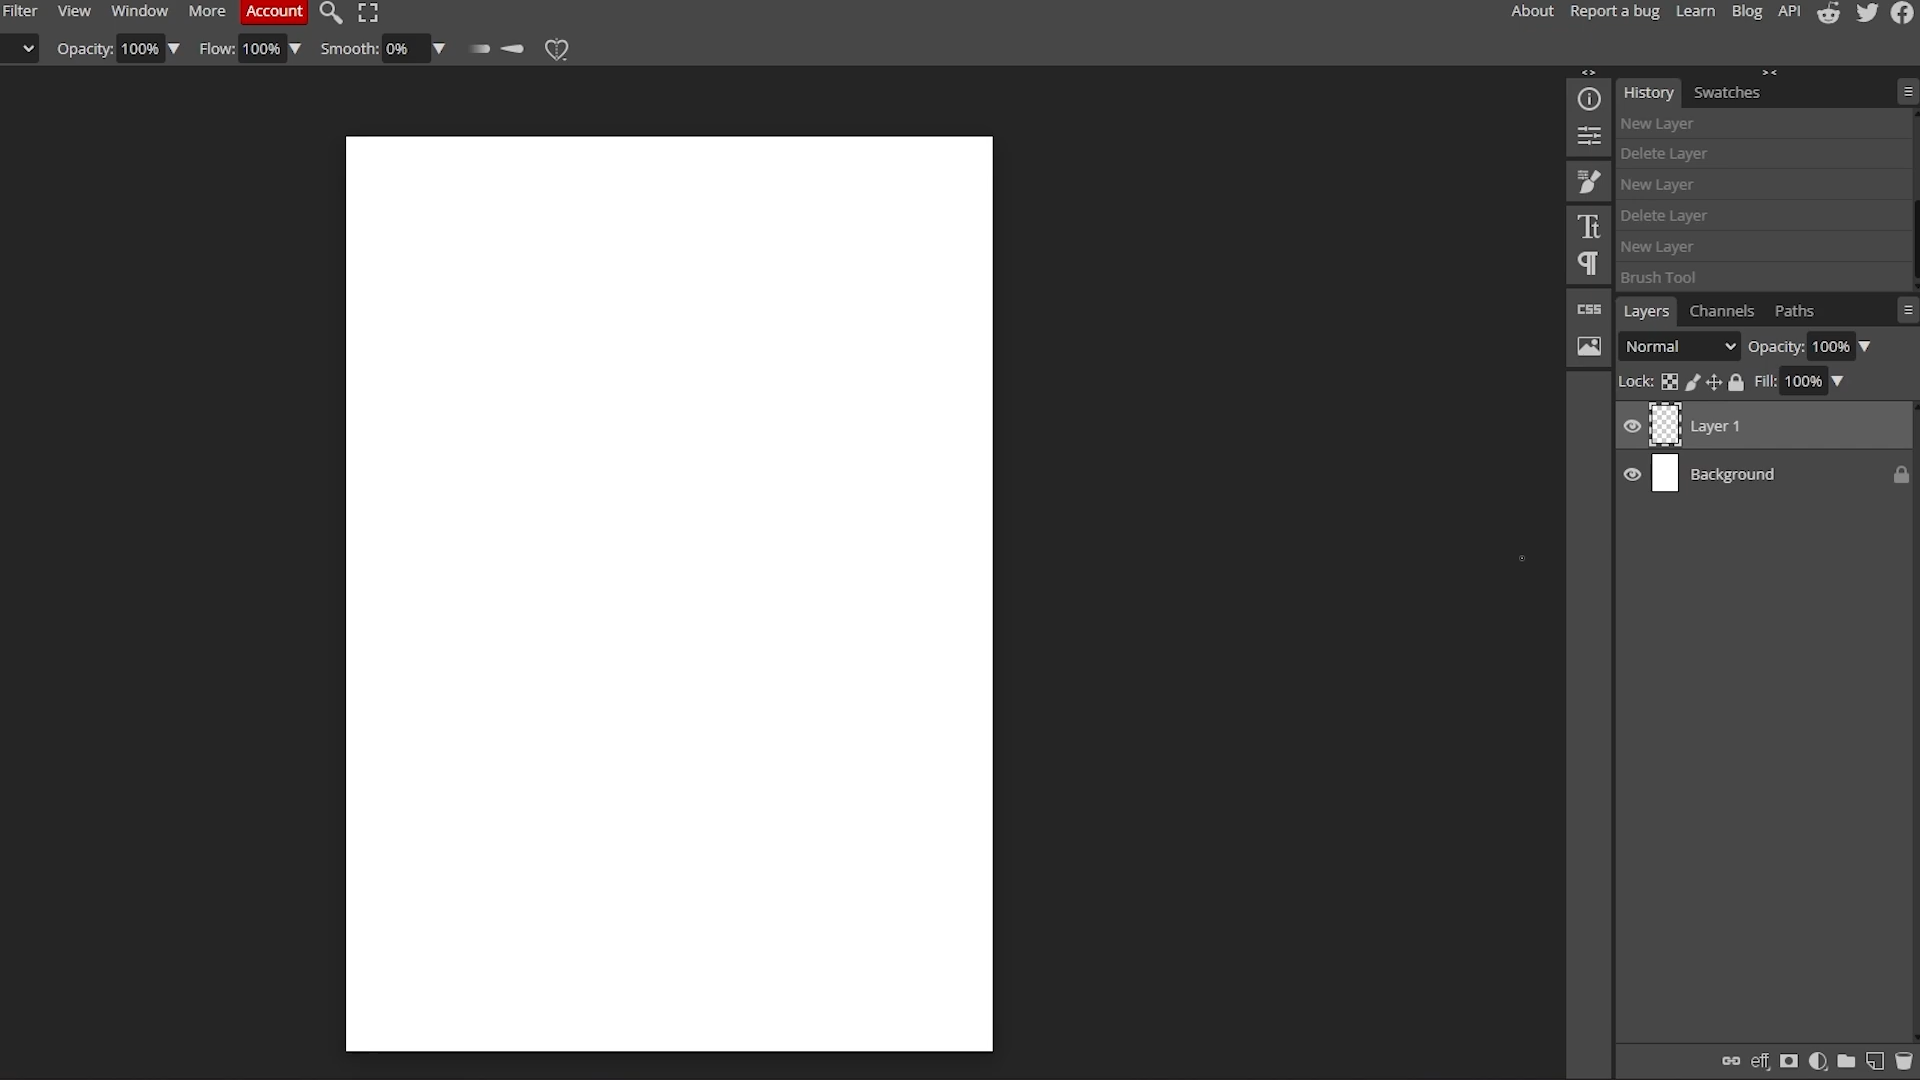 Filter View Window More Account About Report a bug Learn Blog API
Opacity: 100% Flow: 100% Smooth: 0%
History Swatches
New Layer
Delete Layer
New Layer
Delete Layer
New Layer
Brush Tool
Tt
CSS
Layers Channels Paths
Normal Opacity: 100%
Lock: Fill: 100%
Layer 1
Background
eff